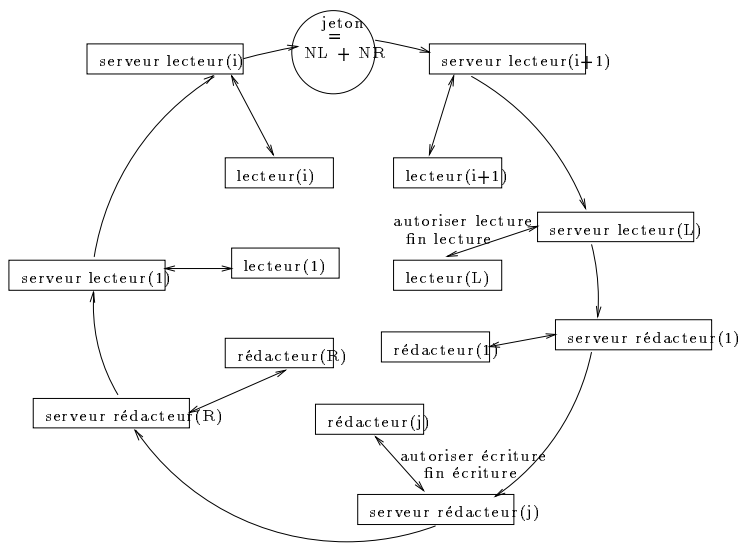 jeton
=
NL + NR
serveur lecteur(i)
serveur lecteur(i+1)
lecteur(i)
lecteur(i+1)
autoriser lecture
fin lecture
serveur lecteur(L)
serveur lecteur(1)
lecteur(1)
lecteur(L)
serveur rédacteur(1)
rédacteur(R)
rédacteur(1)
serveur rédacteur(R)
rédacteur(j)
autoriser écriture
fin écriture
serveur rédacteur(j)